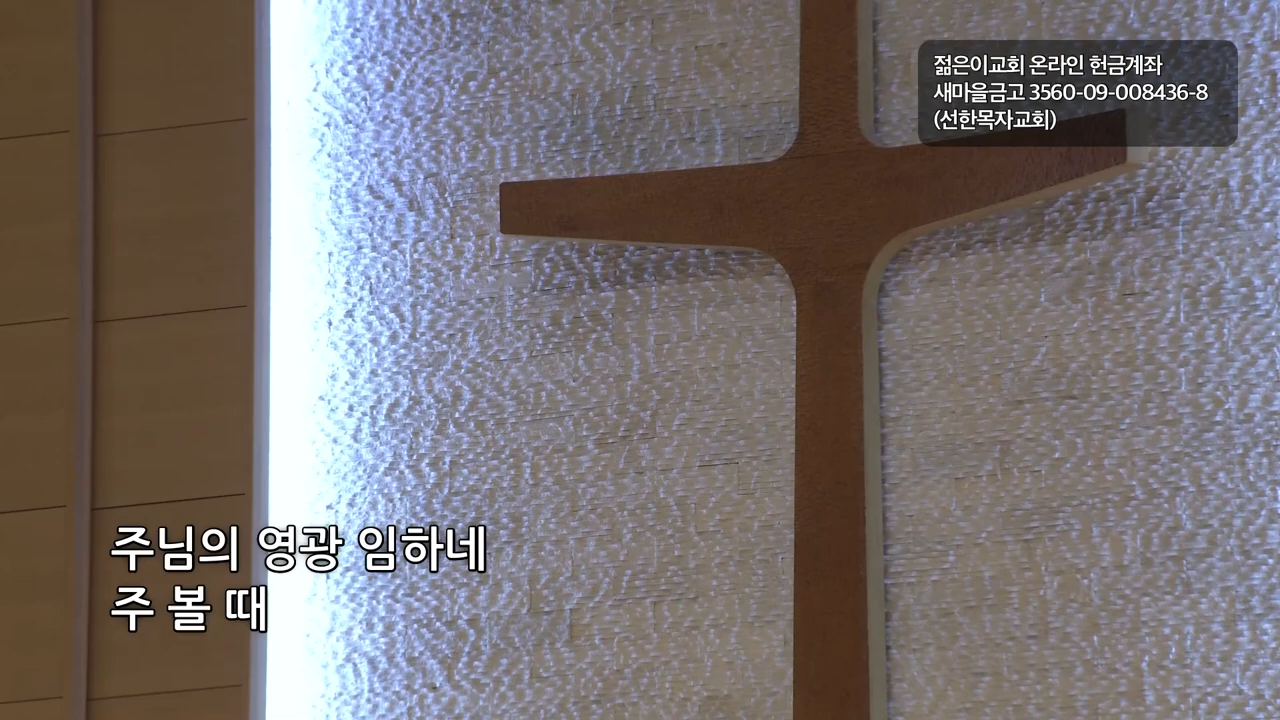 젊은이교회 온라인 헌금계좌
새마을금고 3560-09-008436-8
(선한목자교회)
주님의 영광 임하네
주 볼 때